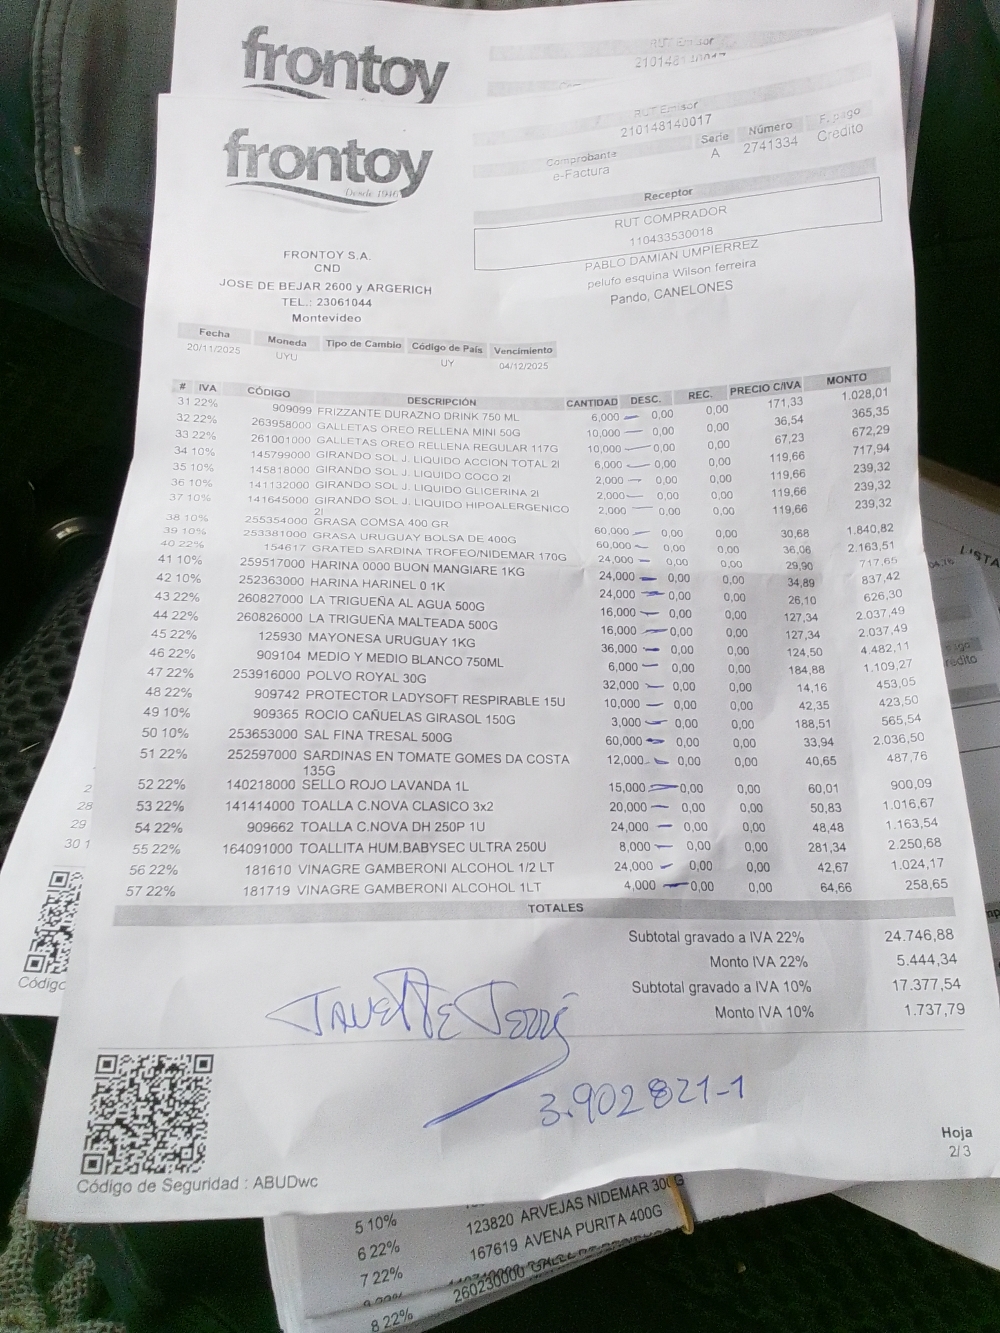 frontoy
RUT Emisor
frontoy
Desde 1946
RUT Emisor
210148140017
Comprobante Serie Número F. pago
e-Factura A 2741334 Crédito
Receptor
RUT COMPRADOR
110433530018
PABLO DAMIAN UMPIERREZ
pelufo esquina Wilson ferreira
Pando, CANELONES
FRONTOY S.A.
CND
JOSE DE BEJAR 2600 y ARGERICH
TEL.: 23061044
Montevideo
Fecha Moneda Tipo de Cambio Código de País Vencimiento
20/11/2025 UYU UY 04/12/2025
# IVA CÓDIGO DESCRIPCIÓN CANTIDAD DESC. REC. PRECIO C/IVA MONTO
31 22% 909099 FRIZZANTE DURAZNO DRINK 750 ML 6,000 0,00 0,00 171,33 1.028,01
32 22% 263958000 GALLETAS OREO RELLENA MINI 50G 10,000 0,00 0,00 36,54 365,35
33 22% 261001000 GALLETAS OREO RELLENA REGULAR 117G 10,000 0,00 0,00 67,23 672,29
34 10% 145799000 GIRANDO SOL J. LIQUIDO ACCION TOTAL 2l 6,000 0,00 0,00 119,66 717,94
35 10% 145818000 GIRANDO SOL J. LIQUIDO COCO 2l 2,000 0,00 0,00 119,66 239,32
36 10% 141132000 GIRANDO SOL J. LIQUIDO GLICERINA 2l 2,000 0,00 0,00 119,66 239,32
37 10% 141645000 GIRANDO SOL J. LIQUIDO HIPOALERGENICO 2,000 0,00 0,00 119,66 239,32
2l
38 10% 255354000 GRASA COMSA 400 GR 60,000 0,00 0,00 30,68 1.840,82
39 10% 253381000 GRASA URUGUAY BOLSA DE 400G 60,000 0,00 0,00 36,06 2.163,51
40 22% 154617 GRATED SARDINA TROFEO/NIDEMAR 170G 24,000 0,00 0,00 29,90 717,65
41 10% 259517000 HARINA 0000 BUON MANGIARE 1KG 24,000 0,00 0,00 34,89 837,42
42 10% 252363000 HARINA HARINEL 0 1K 24,000 0,00 0,00 26,10 626,30
43 22% 260827000 LA TRIGUEÑA AL AGUA 500G 16,000 0,00 0,00 127,34 2.037,49
44 22% 260826000 LA TRIGUEÑA MALTEADA 500G 16,000 0,00 0,00 127,34 2.037,49
45 22% 125930 MAYONESA URUGUAY 1KG 36,000 0,00 0,00 124,50 4.482,11
46 22% 909104 MEDIO Y MEDIO BLANCO 750ML 6,000 0,00 0,00 184,88 1.109,27
47 22% 253916000 POLVO ROYAL 30G 32,000 0,00 0,00 14,16 453,05
48 22% 909742 PROTECTOR LADYSOFT RESPIRABLE 15U 10,000 0,00 0,00 42,35 423,50
49 10% 909365 ROCIO CAÑUELAS GIRASOL 150G 3,000 0,00 0,00 188,51 565,54
50 10% 253653000 SAL FINA TRESAL 500G 60,000 0,00 0,00 33,94 2.036,50
51 22% 252597000 SARDINAS EN TOMATE GOMES DA COSTA 12,000 0,00 0,00 40,65 487,76
135G
52 22% 140218000 SELLO ROJO LAVANDA 1L 15,000 0,00 0,00 60,01 900,09
53 22% 141414000 TOALLA C.NOVA CLASICO 3x2 20,000 0,00 0,00 50,83 1.016,67
54 22% 909662 TOALLA C.NOVA DH 250P 1U 24,000 0,00 0,00 48,48 1.163,54
55 22% 164091000 TOALLITA HUM.BABYSEC ULTRA 250U 8,000 0,00 0,00 281,34 2.250,68
56 22% 181610 VINAGRE GAMBERONI ALCOHOL 1/2 LT 24,000 0,00 0,00 42,67 1.024,17
57 22% 181719 VINAGRE GAMBERONI ALCOHOL 1LT 4,000 0,00 0,00 64,66 258,65
TOTALES
Subtotal gravado a IVA 22% 24.746,88
Monto IVA 22% 5.444,34
Subtotal gravado a IVA 10% 17.377,54
Monto IVA 10% 1.737,79
3.902821-1
Hoja
2/3
Código de Seguridad : ABUDwc
2
28
29
30 1
Códig
LISTA
5 10% 123820 ARVEJAS NIDEMAR 300G
6 22% 167619 AVENA PURITA 400G
7 22%
8 22% 260230000